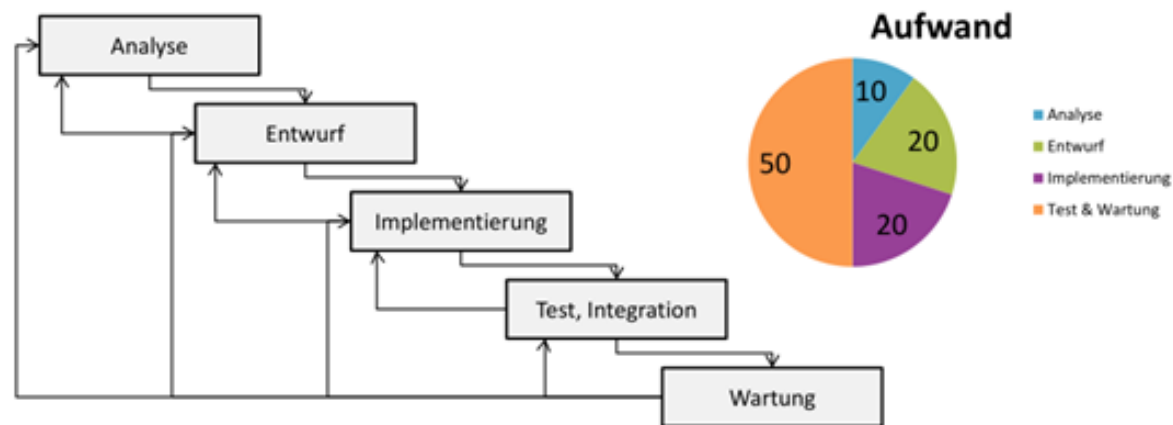 Analyse
Entwurf
Implementierung
Test, Integration
Wartung
Aufwand
10
20
20
50
Analyse
Entwurf
Implementierung
Test & Wartung